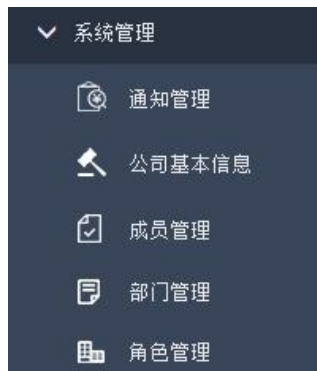 系统管理
通知管理
公司基本信息
成员管理
部门管理
角色管理